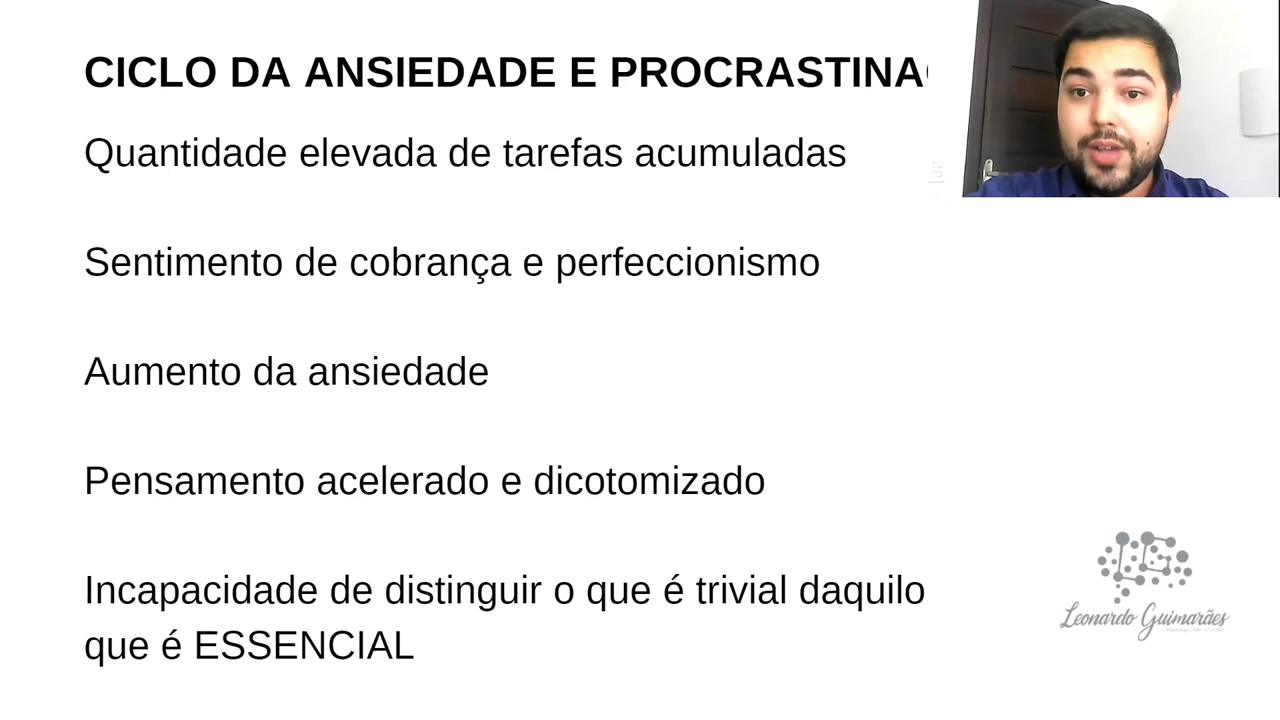 CICLO DA ANSIEDADE E PROCRASTINA
Quantidade elevada de tarefas acumuladas
Sentimento de cobrança e perfeccionismo
Aumento da ansiedade
Pensamento acelerado e dicotomizado
Incapacidade de distinguir o que é trivial daquilo
que é ESSENCIAL
Leonardo Guimarães